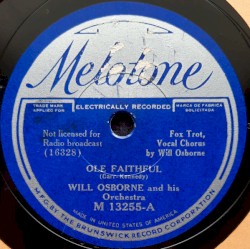 Melotone
TRADE MARK
APPLIED FOR.
ELECTRICALLY RECORDED
MARCA DE FABRICA
SOLICITADA
Not licensed for
Radio broadcast
(16328)
Fox Trot,
Vocal Chorus
by Will Osborne
OLE FAITHFUL
(Carr. Kennedy)
WILL OSBORNE and his
Orchestra
M 13255-A
MADE IN UNITED STATES OF AMERICA
MFG. BY THE BRUNSWICK RECORD CORPORATION